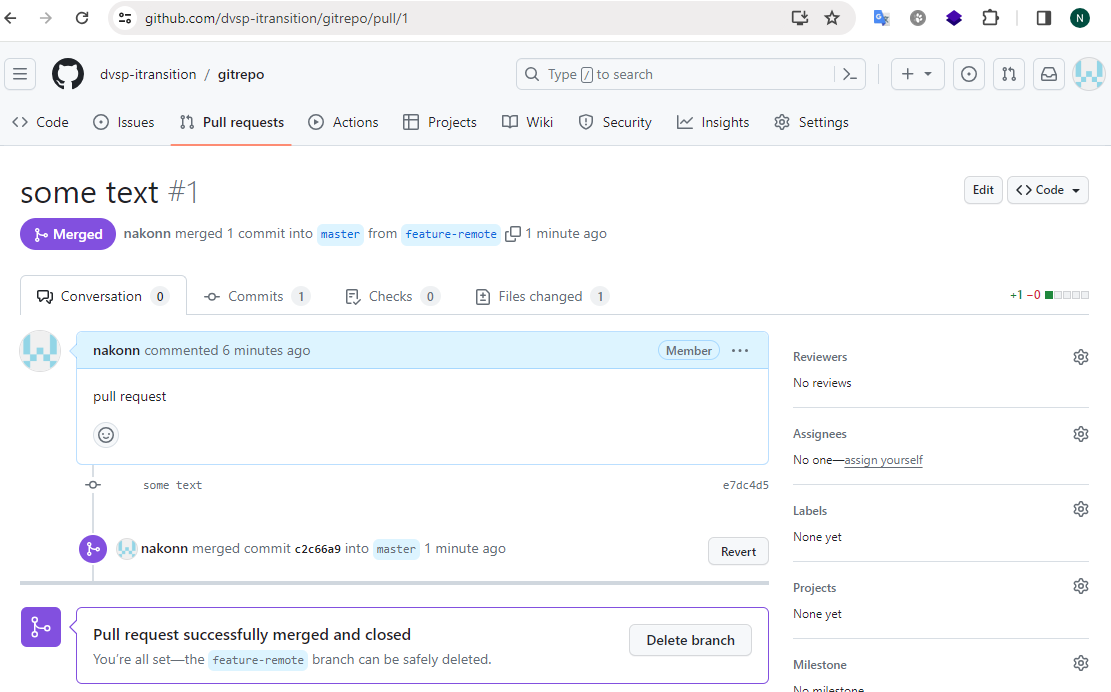 github.com/dvsp-itransition/gitrepo/pull/1
N
dvsp-itransition / gitrepo
Type / to search
Code Issues Pull requests Actions Projects Wiki Security Insights Settings
some text #1
Edit Code
Merged nakonn merged 1 commit into master from feature-remote 1 minute ago
Conversation 0 Commits 1 Checks 0 Files changed 1 +1 −0
nakonn commented 6 minutes ago Member ...
pull request
some text e7dc4d5
nakonn merged commit c2c66a9 into master 1 minute ago Revert
Pull request successfully merged and closed
You're all set—the feature-remote branch can be safely deleted.
Delete branch
Reviewers
No reviews
Assignees
No one—assign yourself
Labels
None yet
Projects
None yet
Milestone
No milestone